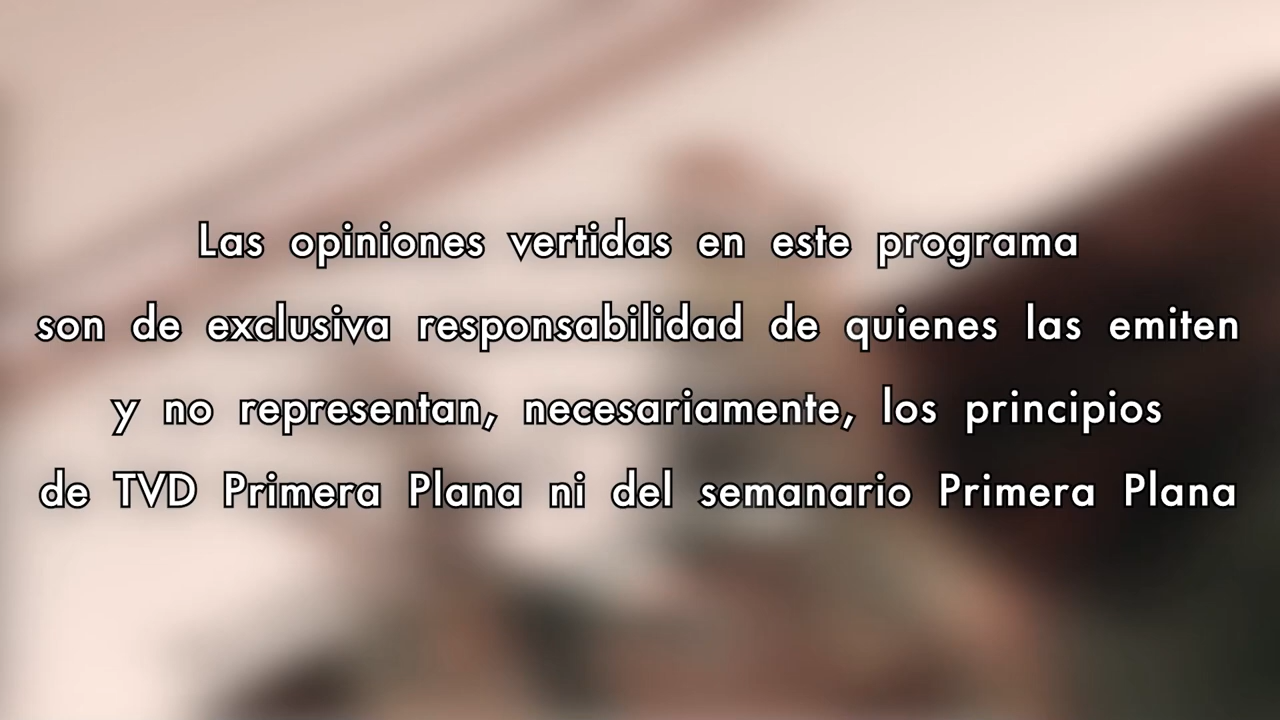 Las opiniones vertidas en este programa
son de exclusiva responsabilidad de quienes las emiten
y no representan, necesariamente, los principios
de TVD Primera Plana ni del semanario Primera Plana